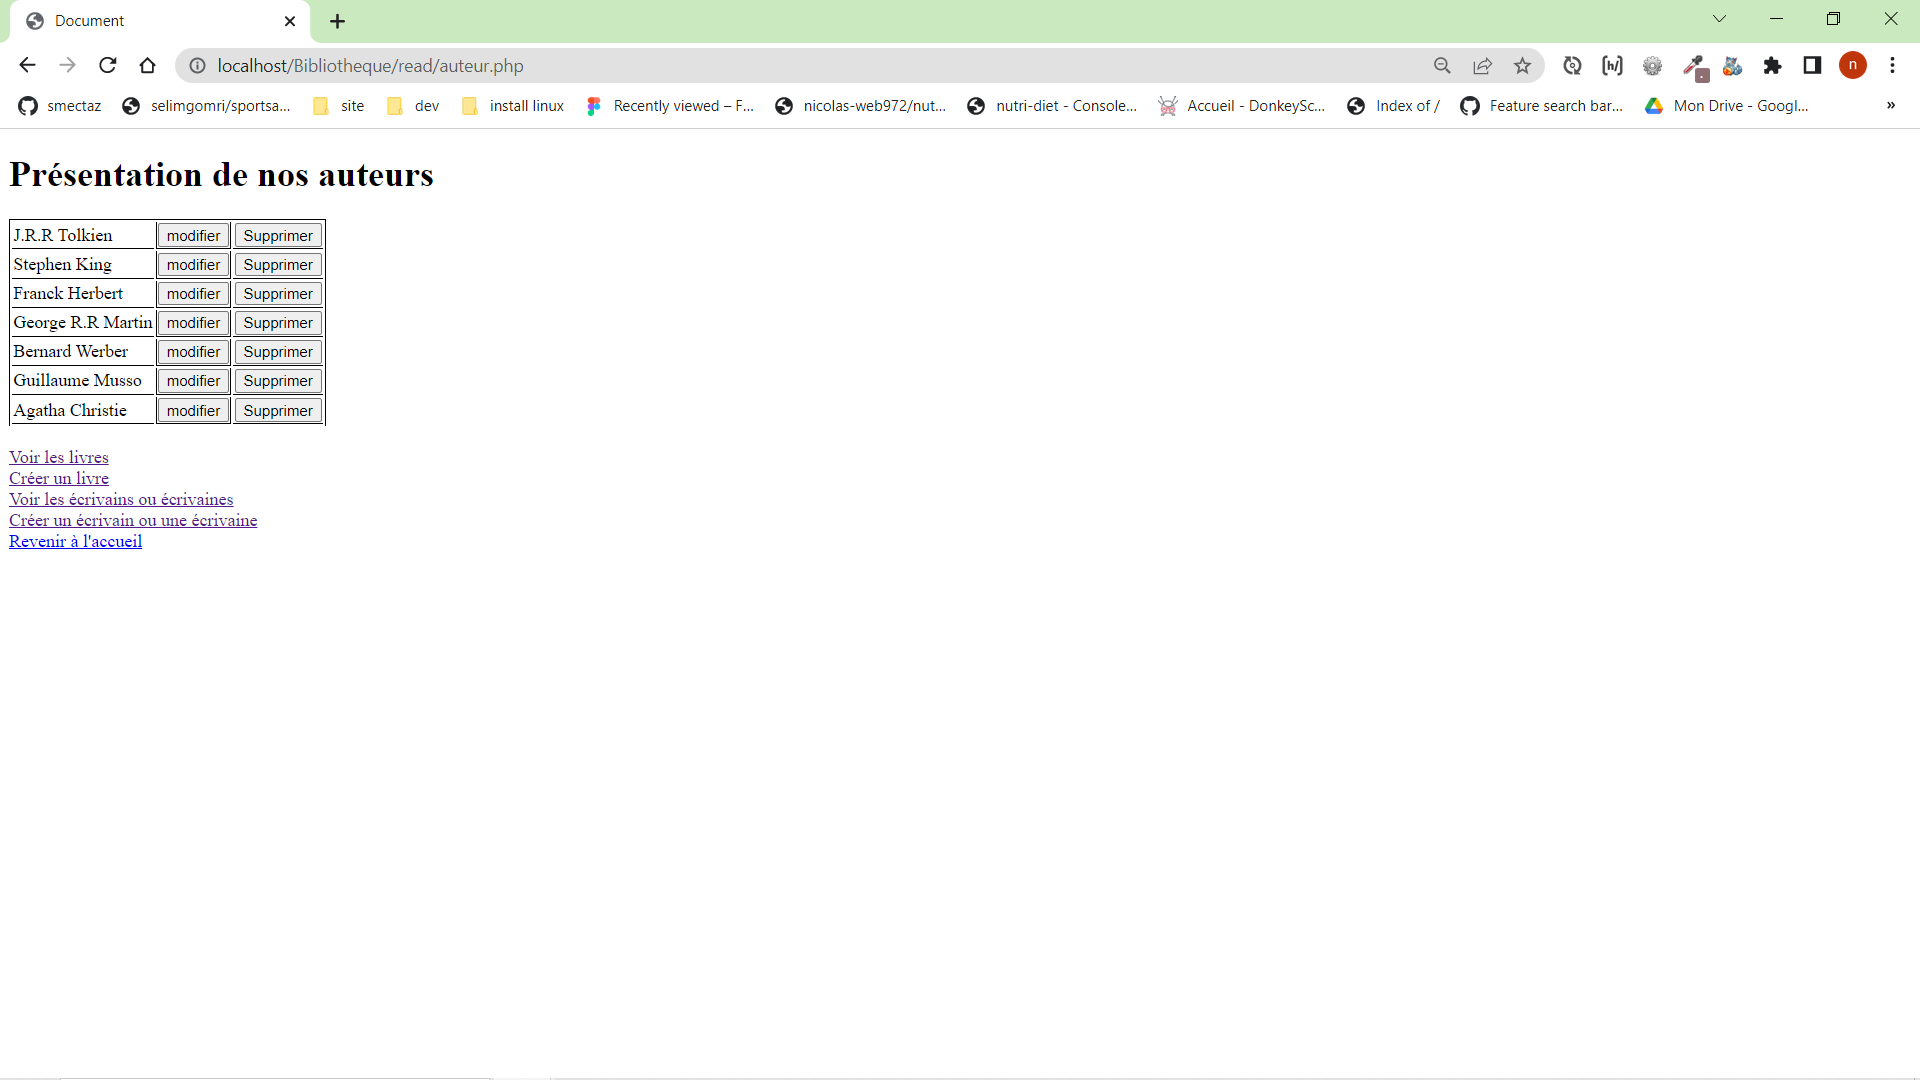 Document
localhost/Bibliotheque/read/auteur.php
n
smectaz selimgomri/sportsa... site dev install linux Recently viewed – F... nicolas-web972/nut... nutri-diet - Console... Accueil - DonkeySc... Index of / Feature search bar... Mon Drive - Googl... »
Présentation de nos auteurs
J.R.R Tolkien modifier Supprimer
Stephen King modifier Supprimer
Franck Herbert modifier Supprimer
George R.R Martin modifier Supprimer
Bernard Werber modifier Supprimer
Guillaume Musso modifier Supprimer
Agatha Christie modifier Supprimer
Voir les livres
Créer un livre
Voir les écrivains ou écrivaines
Créer un écrivain ou une écrivaine
Revenir à l'accueil